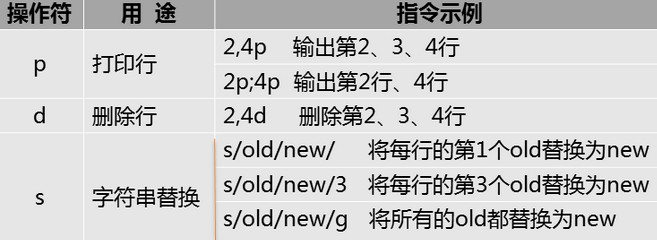 操作符 用 途 指令示例
p 打印行 2,4p 输出第2、3、4行
2p;4p 输出第2行、4行
d 删除行 2,4d 删除第2、3、4行
s 字符串替换 s/old/new/ 将每行的第1个old替换为new
s/old/new/3 将每行的第3个old替换为new
s/old/new/g 将所有的old都替换为new